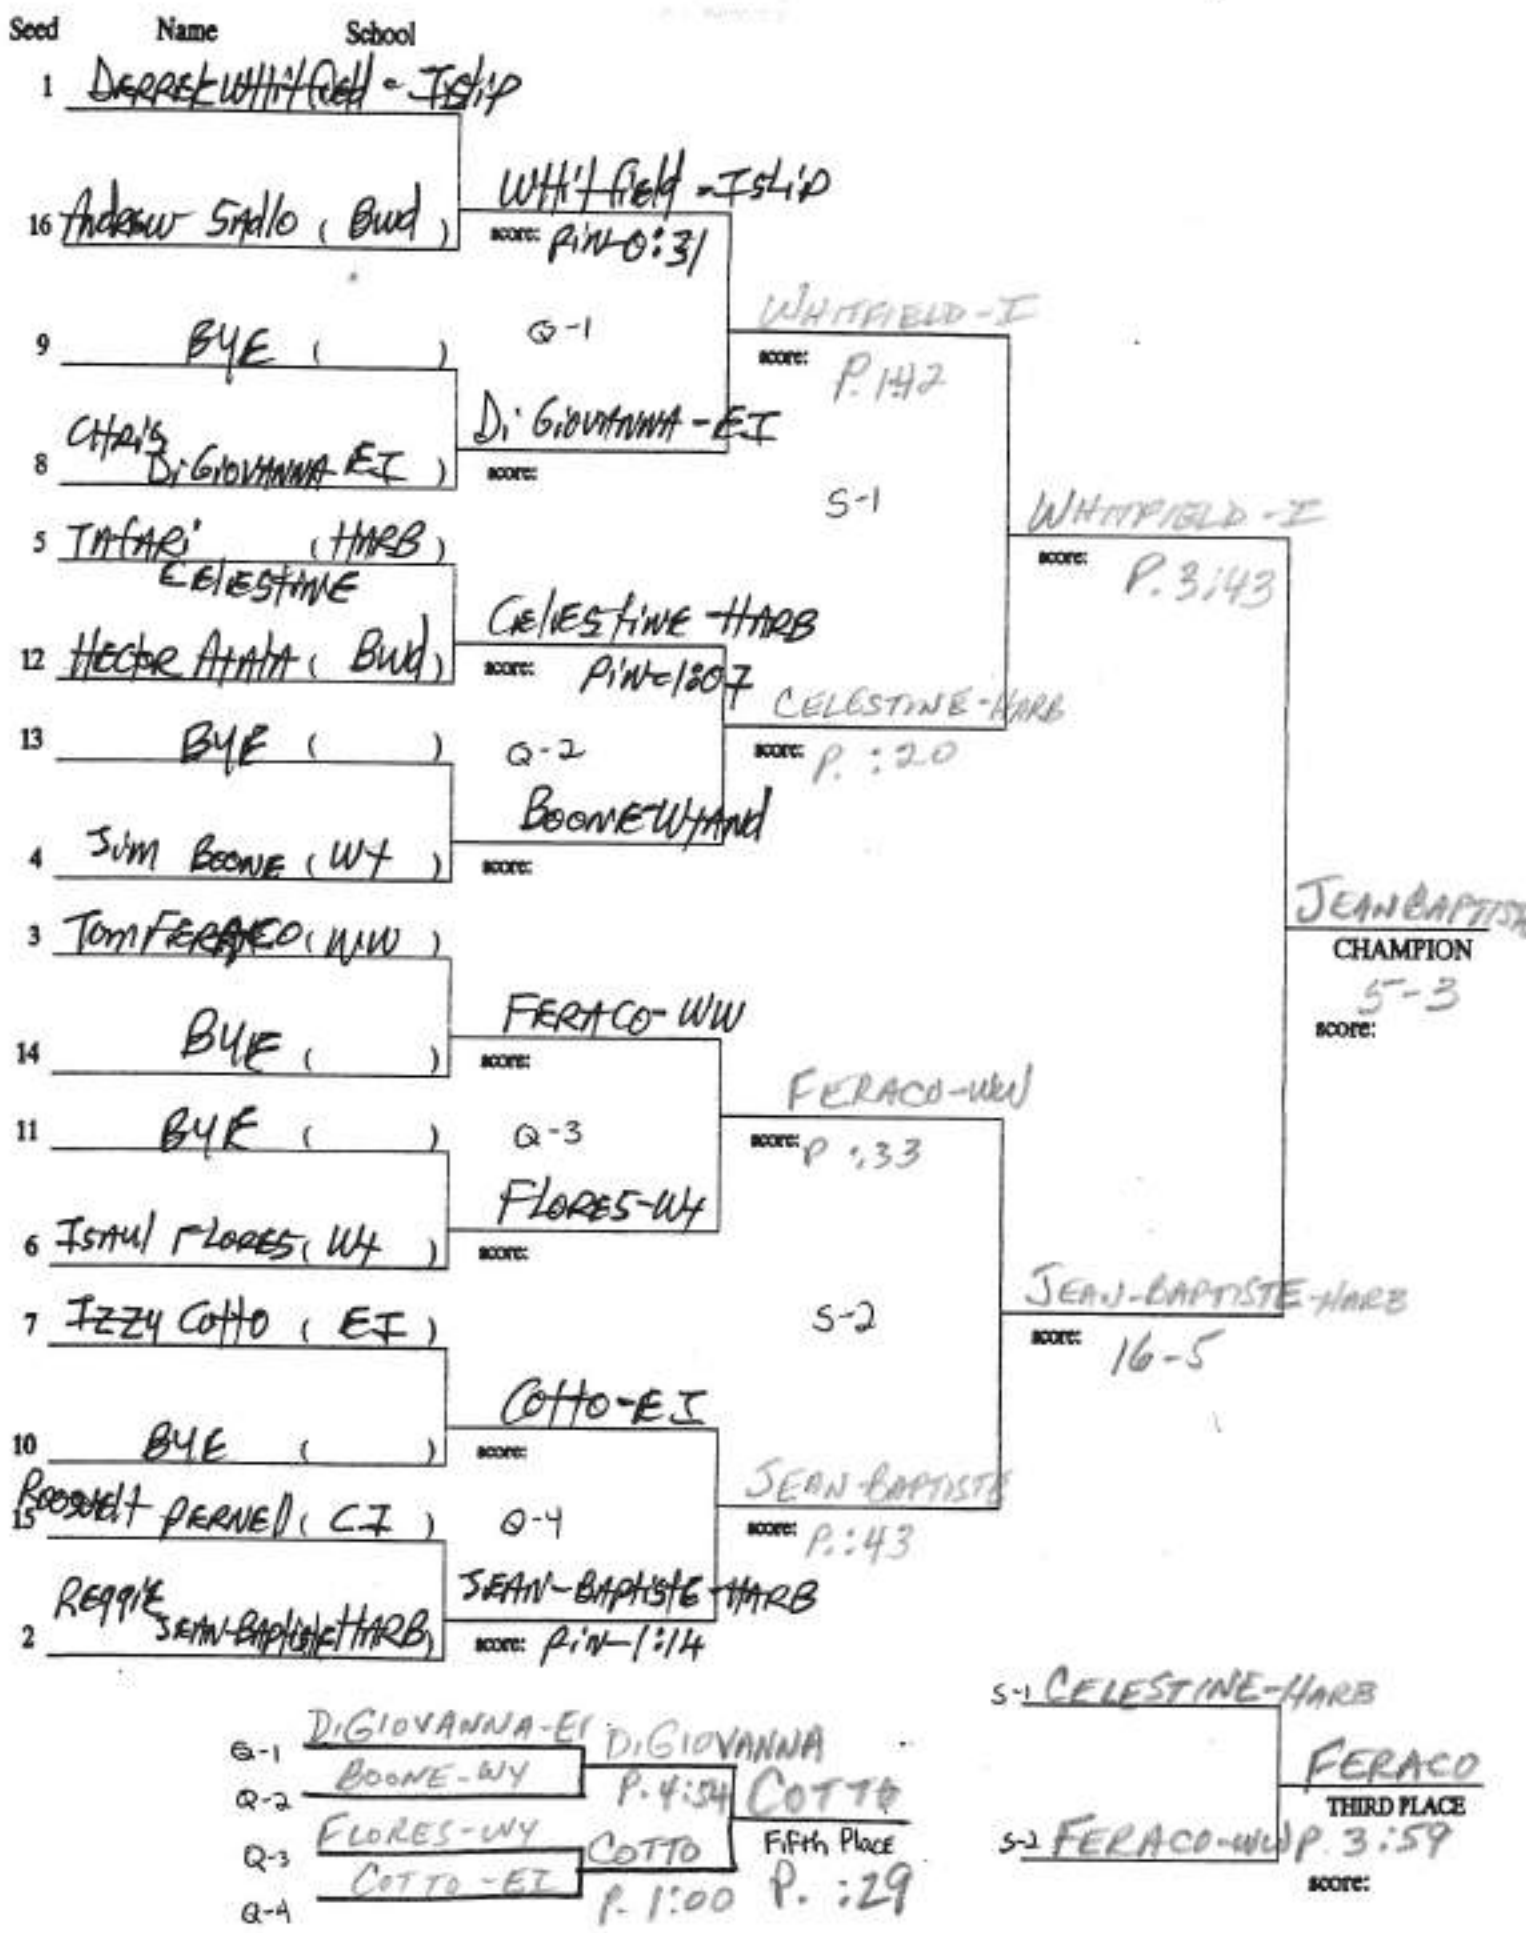 Seed Name School
1 DERREK WHitfield - Islip
16 Andrew Sadlo ( Bwd )
WHitfield - ISLiP
score: PiN-0:31
9 BYE ( )
Q-1
WHITFIELD - I
score: P. 1:42
8 CHRiS Di GiOVANNA EI )
Di GiOVANNA - EI
score:
S-1
5 TAfARi CElEStiNE ( HARB )
WHITFIELD - I
score: P. 3:43
12 HECtoR AyAlA ( Bwd )
CElEStiNE - HARB
score: PiN-1:07
13 BYE ( )
Q-2
CELESTINE-HARB
score: P. :20
4 Jim BOONE ( WY )
BOONE-WYANd
score:
3 Tom FERACO ( WW )
JEANBAPTISTE
CHAMPION
5-3
score:
14 BYE ( )
FERACO - WW
score:
11 BYE ( )
Q-3
FERACO-WW
score: P :33
6 ISAUl FLORES ( WY )
FLORES-WY
score:
7 IZZY COttO ( EI )
S-2
JEAN-BAPTISTE-HARB
score: 16-5
10 BYE ( )
COttO-EI
score:
15 Roosevelt PERNEll ( CI )
Q-4
JEAN-BAPTISTE
score: P. :43
2 REggiE JEAN-BAPtiStE HARB )
JEAN-BAPtiStE-HARB
score: PiN-1:14
Q-1 DiGIOVANNA-EI
Q-2 BOONE-WY
DiGIOVANNA
P. 4:54
Q-3 FLORES-WY
Q-4 COTTO-EI
COTTO
P. 1:00
COTTO
Fifth Place
P. :29
S-1 CELESTINE-HARB
S-2 FERACO-WW
FERACO
THIRD PLACE
P. 3:59
score: